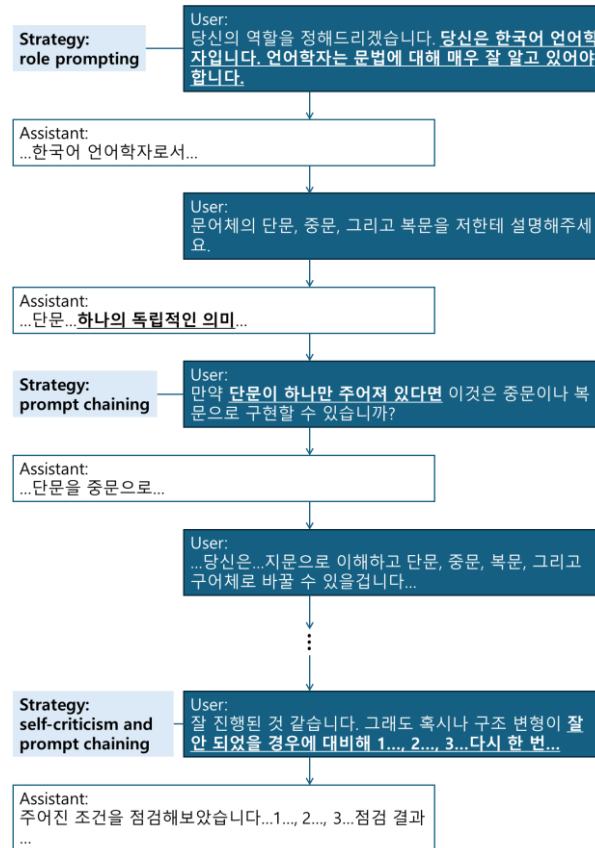 Strategy:
role prompting
User:
당신의 역할을 정해드리겠습니다. 당신은 한국어 언어학
자입니다. 언어학자는 문법에 대해 매우 잘 알고 있어야
합니다.
Assistant:
...한국어 언어학자로서...
User:
문어체의 단문, 중문, 그리고 복문을 저한테 설명해주세
요.
Assistant:
...단문...하나의 독립적인 의미...
Strategy:
prompt chaining
User:
만약 단문이 하나만 주어져 있다면 이것은 중문이나 복
문으로 구현할 수 있습니까?
Assistant:
...단문을 중문으로...
User:
...당신은...지문으로 이해하고 단문, 중문, 복문, 그리고
구어체로 바꿀 수 있을겁니다...
Strategy:
self-criticism and
prompt chaining
User:
잘 진행된 것 같습니다. 그래도 혹시나 구조 변형이 잘
안 되었을 경우에 대비해 1..., 2..., 3...다시 한 번...
Assistant:
주어진 조건을 점검해보았습니다...1..., 2..., 3...점검 결과
...